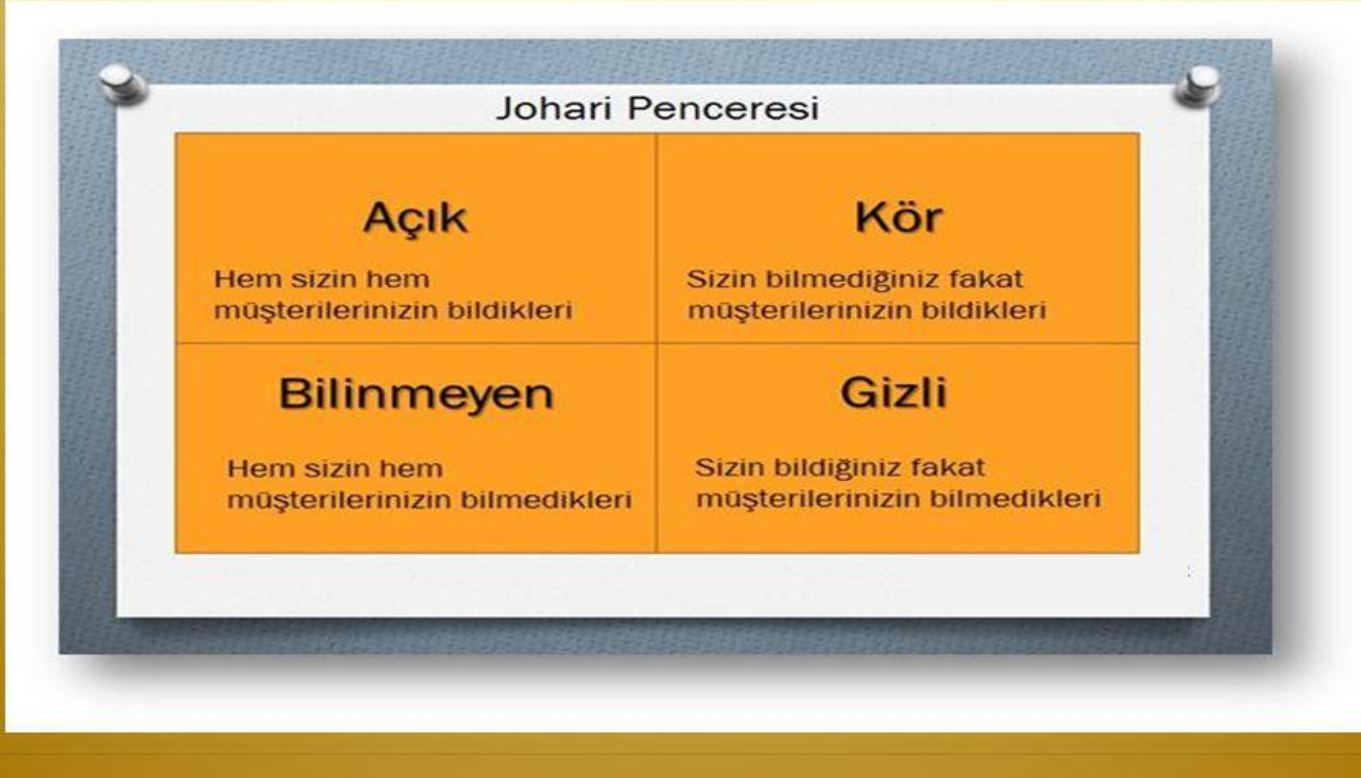 Johari Penceresi
Açık
Hem sizin hem
müşterilerinizin bildikleri
Kör
Sizin bilmediğiniz fakat
müşterilerinizin bildikleri
Bilinmeyen
Hem sizin hem
müşterilerinizin bilmedikleri
Gizli
Sizin bildiğiniz fakat
müşterilerinizin bilmedikleri